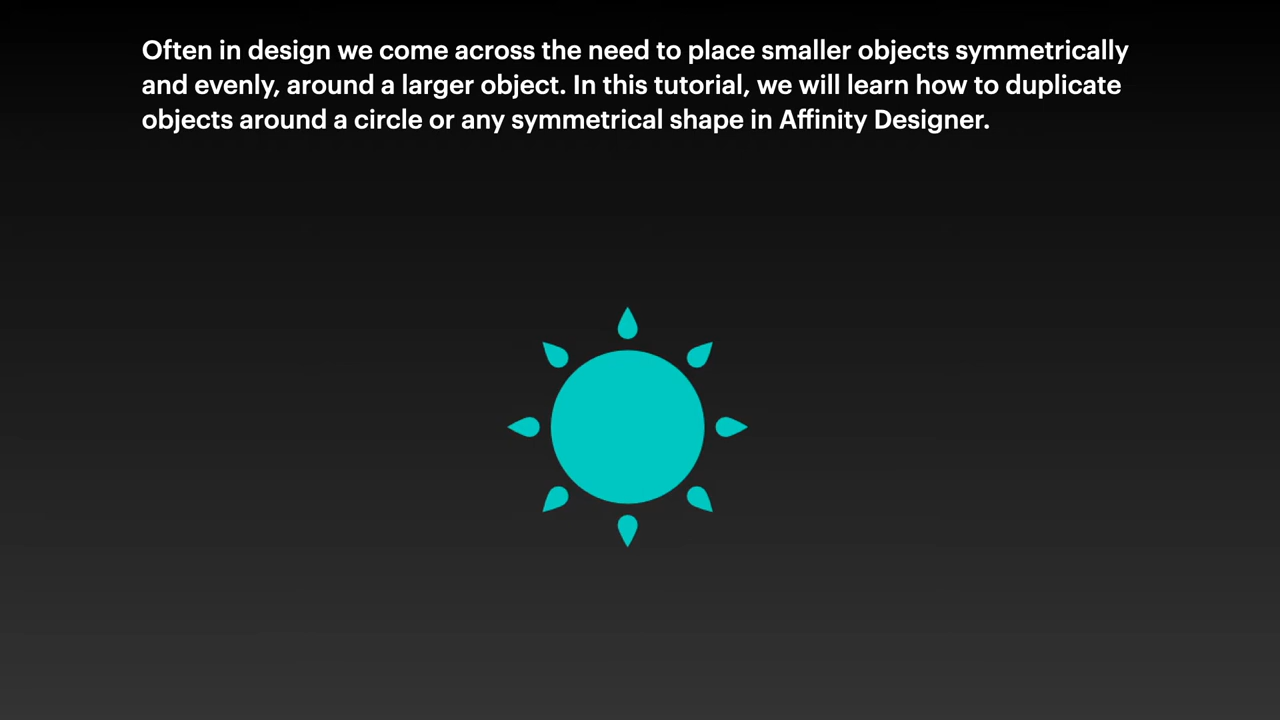 Often in design we come across the need to place smaller objects symmetrically
and evenly, around a larger object. In this tutorial, we will learn how to duplicate
objects around a circle or any symmetrical shape in Affinity Designer.